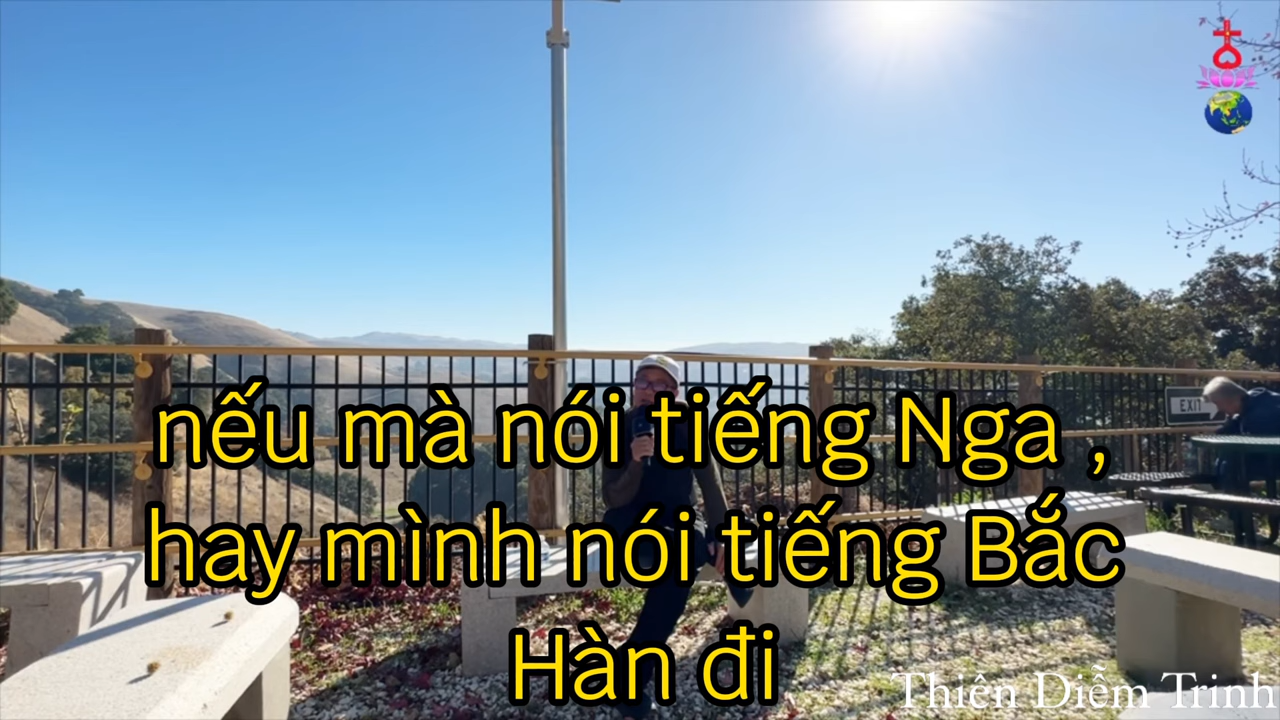 EXIT
nếu mà nói tiếng Nga ,
hay mình nói tiếng Bắc
Hàn đi
Thiên Diễm Trinh